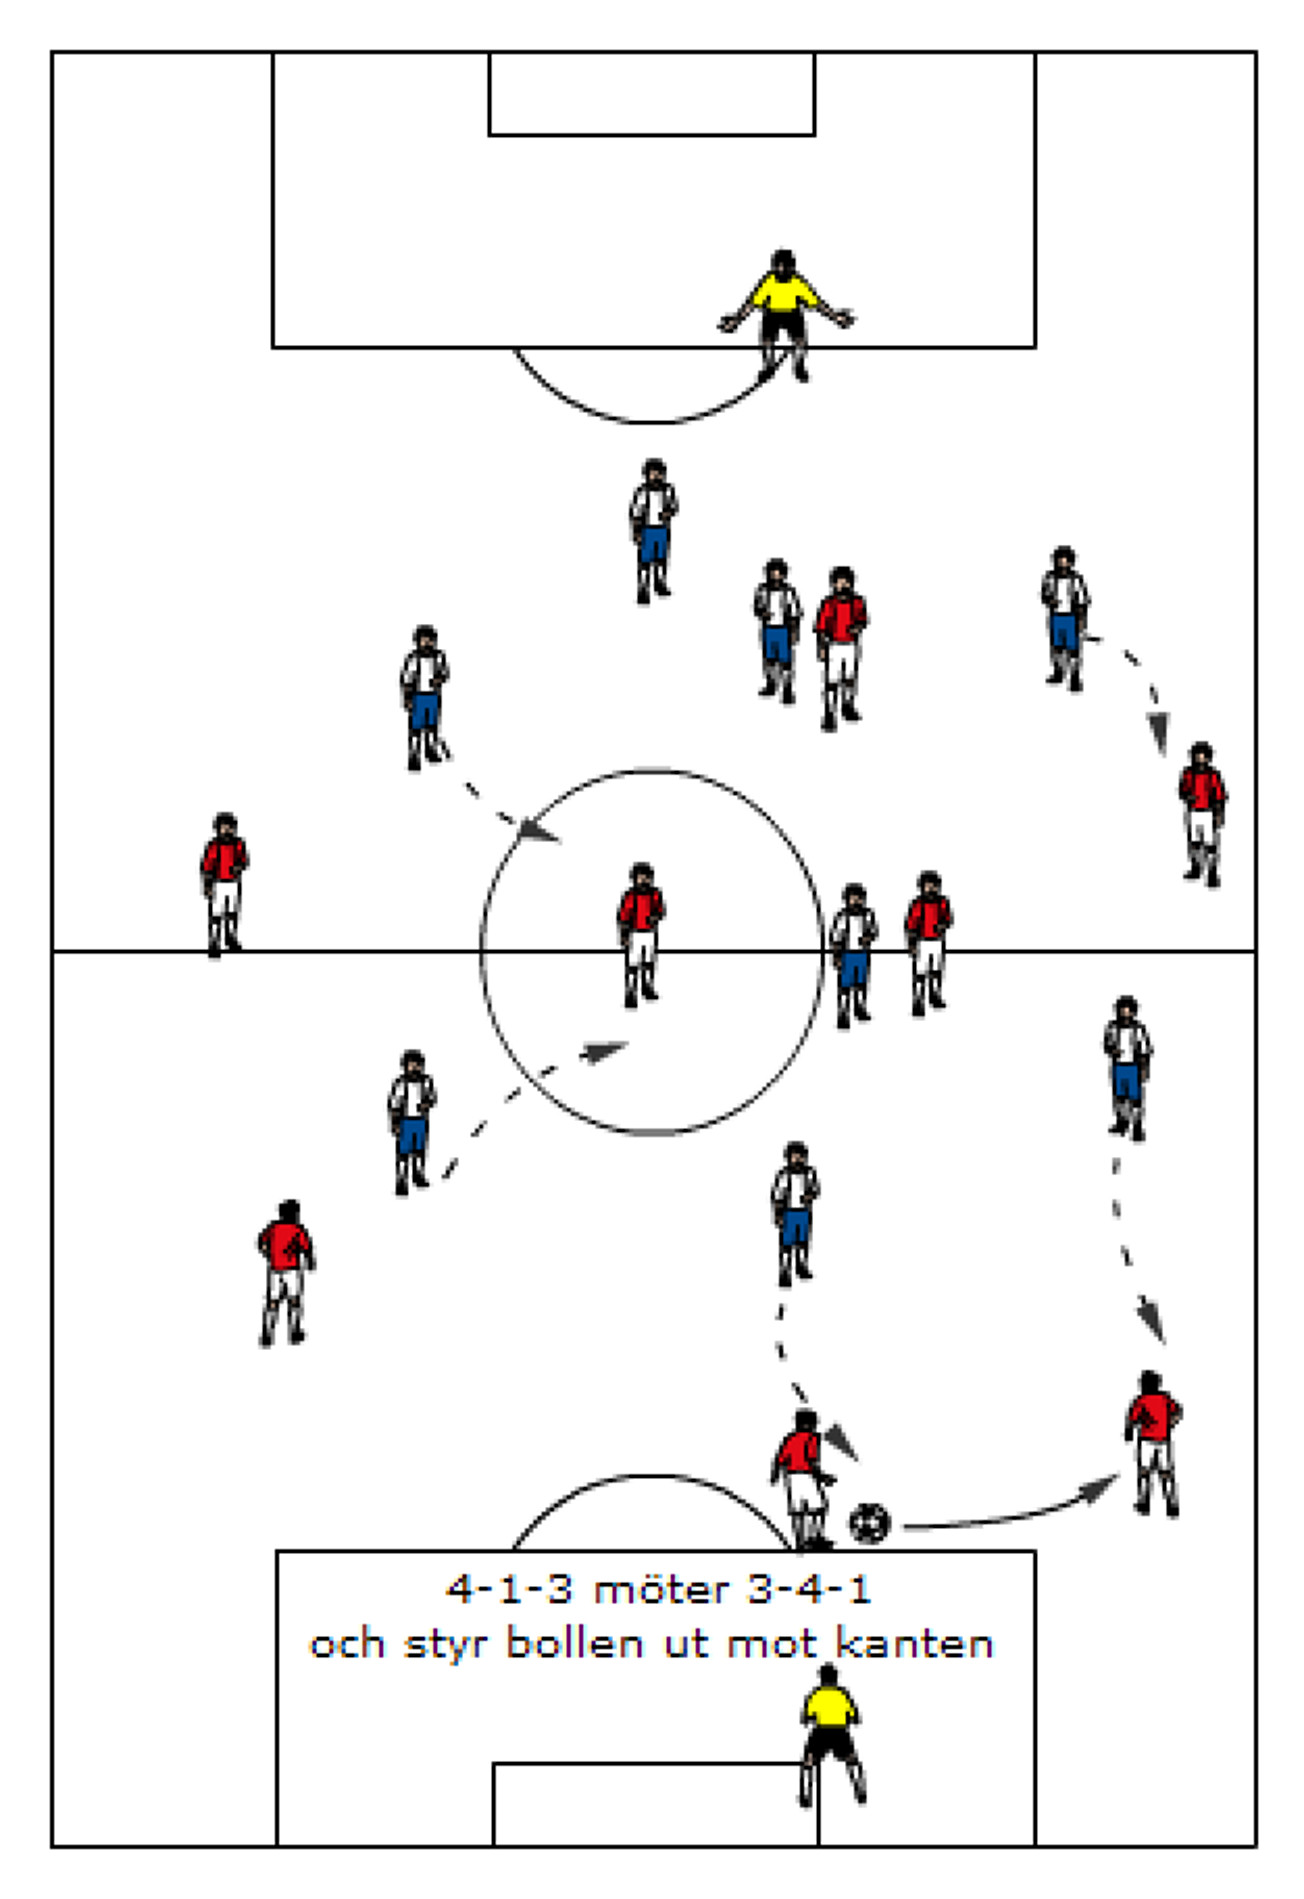 4-1-3 möter 3-4-1
och styr bollen ut mot kanten